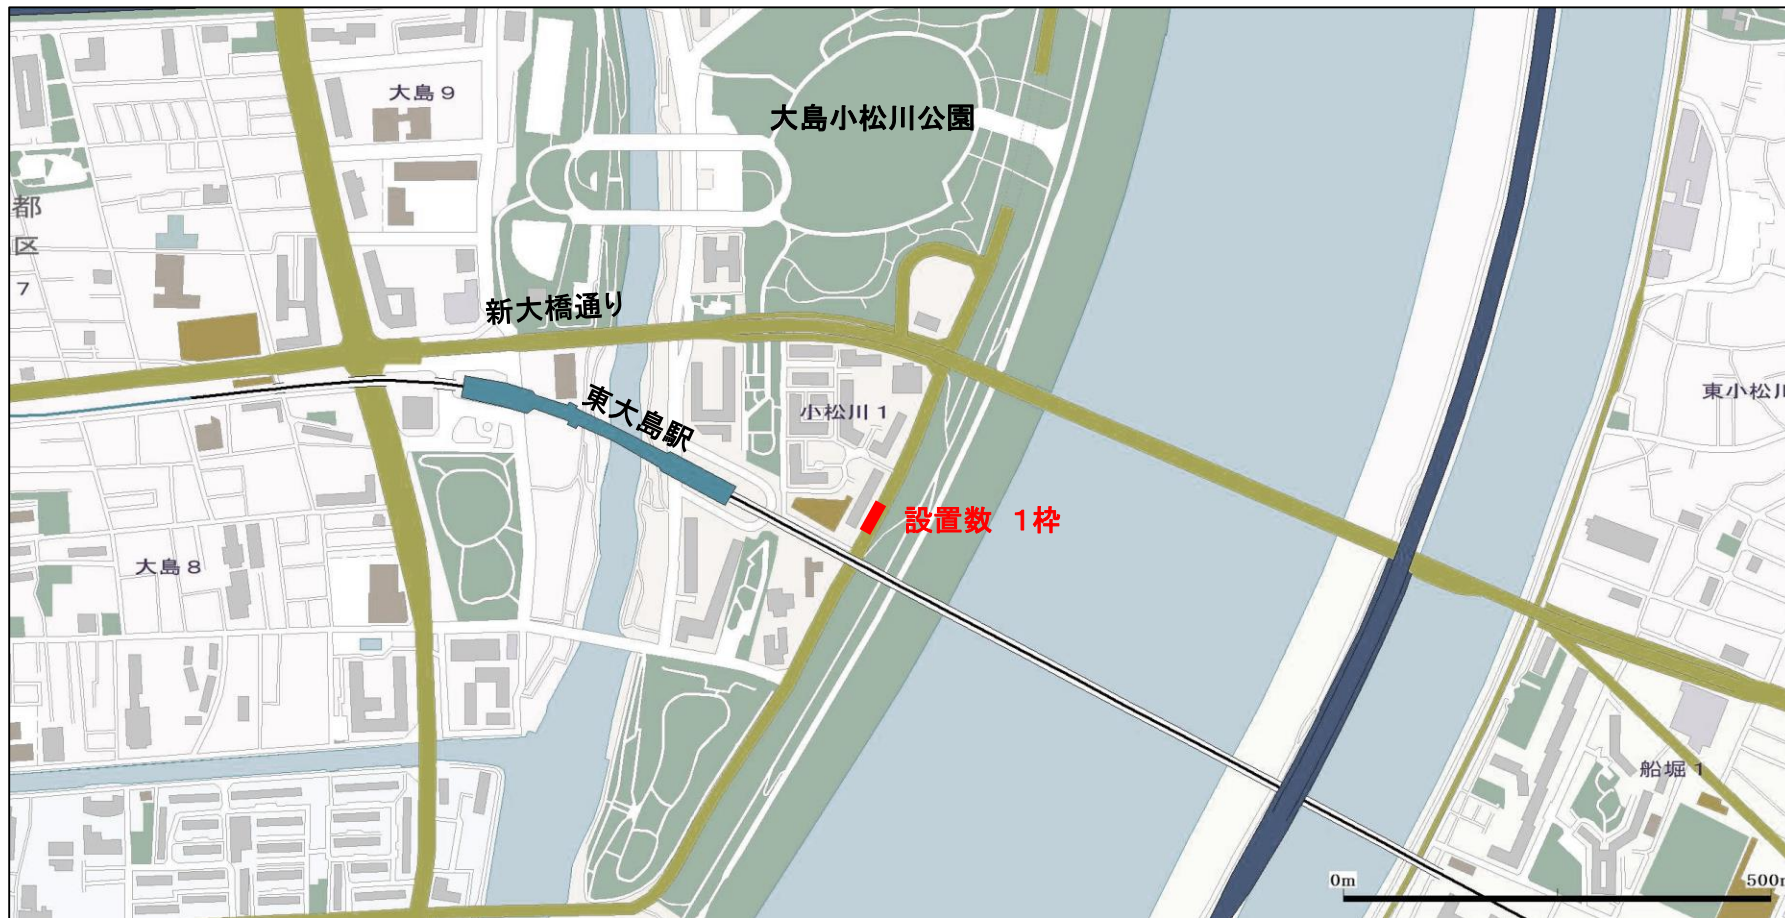 大島9
大島小松川公園
都
区
7
新大橋通り
東大島駅
小松川1
東小松川
設置数 1枠
大島8
船堀1
0m
500m